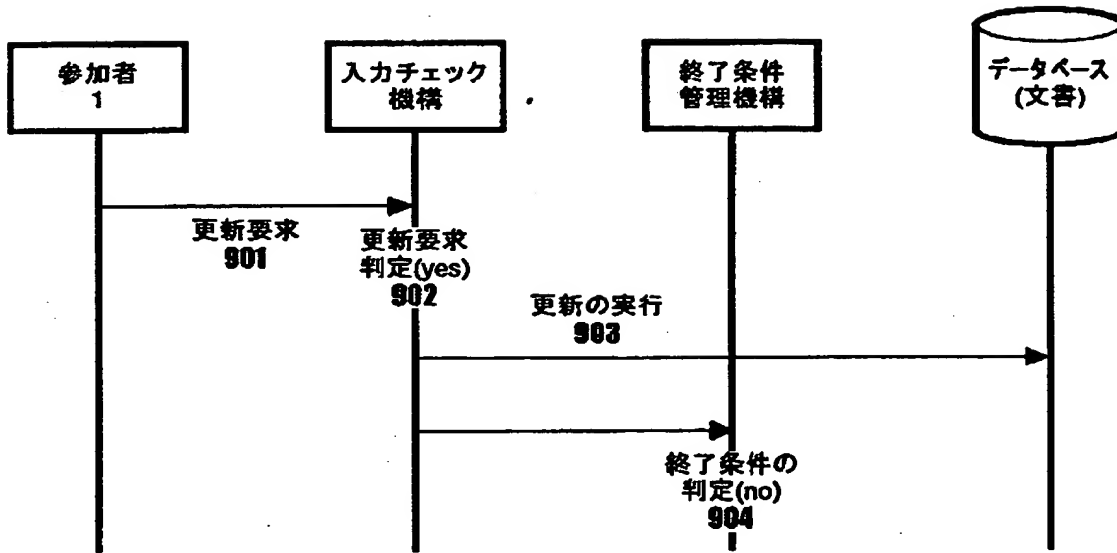 参加者
1
入力チェック
機構
終了条件
管理機構
データベース
(文書)
更新要求
901
更新要求
判定(yes)
902
更新の実行
903
終了条件の
判定(no)
904